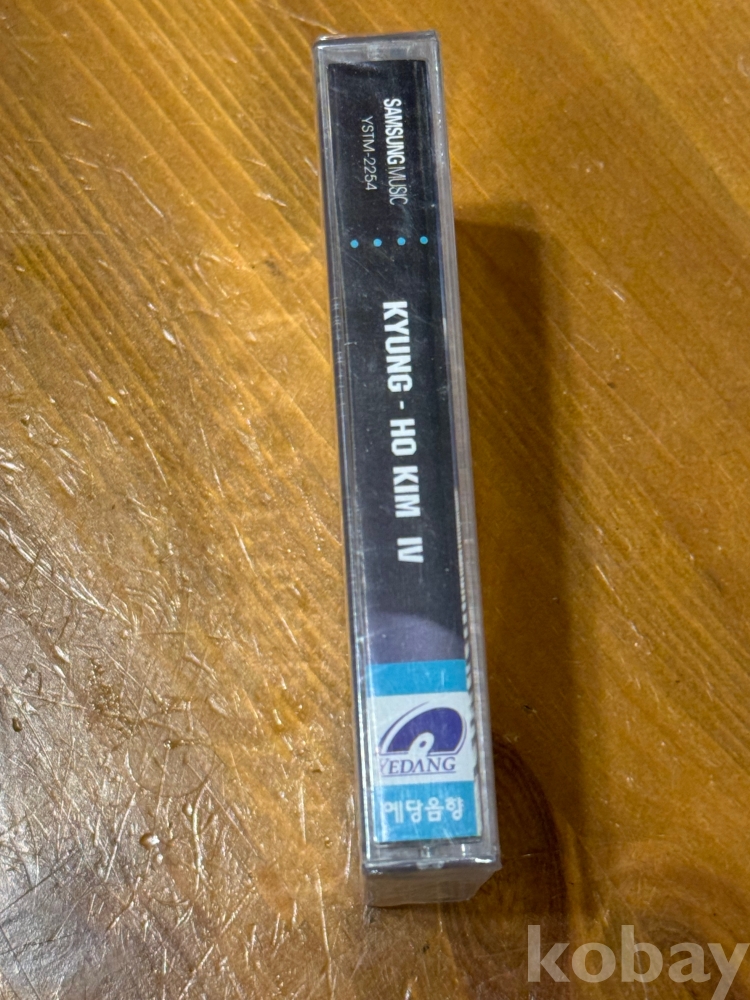 SAMSUNG MUSIC
YSTM-2254
KYUNG - HO KIM IV
YEDANG
예당음향
kobay